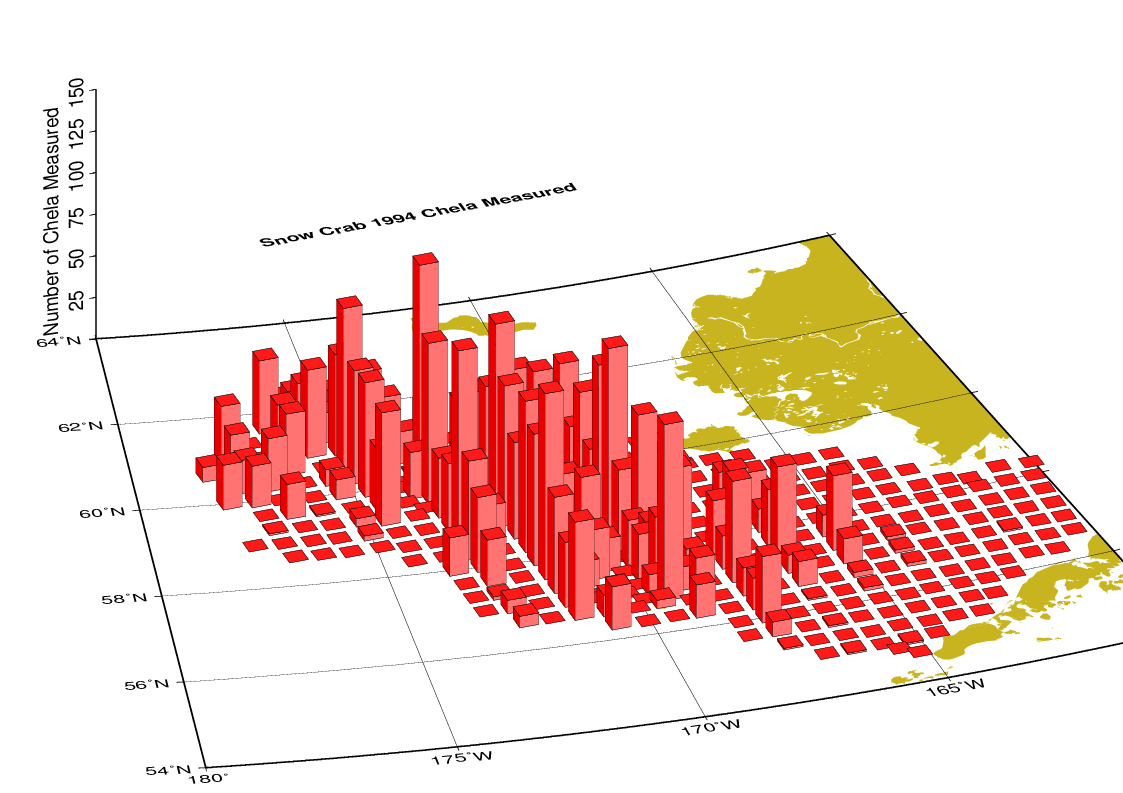 Number of Chela Measured
150
125
100
75
50
25
Snow Crab 1994 Chela Measured
64°N
62°N
60°N
58°N
56°N
54°N
180°
175°W
170°W
165°W